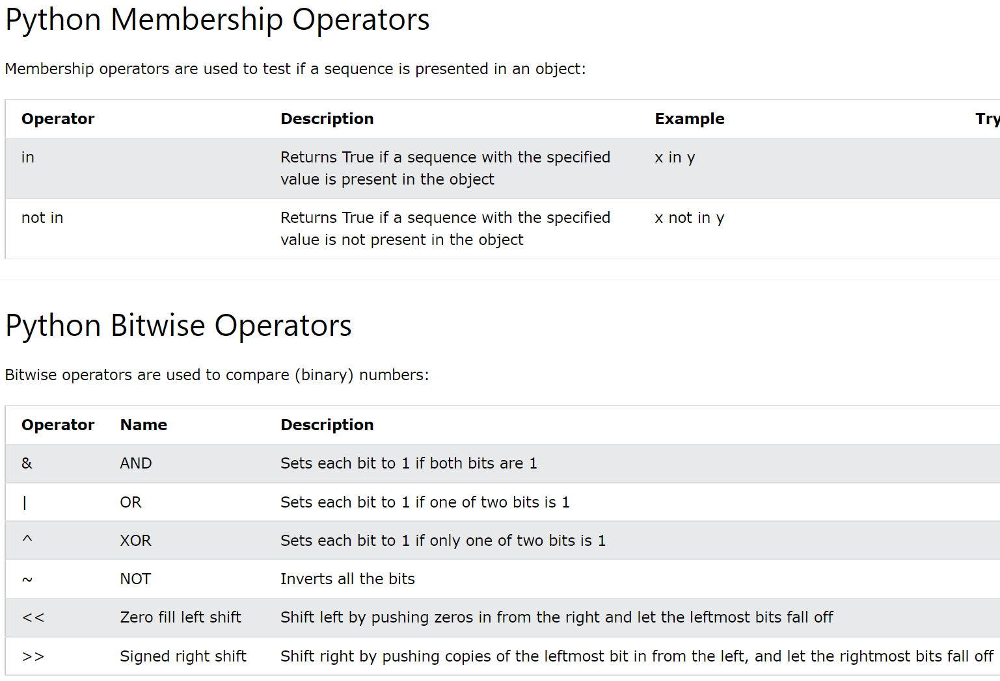 Python Membership Operators
Membership operators are used to test if a sequence is presented in an object:
Operator Description Example Try
in Returns True if a sequence with the specified x in y
value is present in the object
not in Returns True if a sequence with the specified x not in y
value is not present in the object
Python Bitwise Operators
Bitwise operators are used to compare (binary) numbers:
Operator Name Description
& AND Sets each bit to 1 if both bits are 1
| OR Sets each bit to 1 if one of two bits is 1
^ XOR Sets each bit to 1 if only one of two bits is 1
~ NOT Inverts all the bits
<< Zero fill left shift Shift left by pushing zeros in from the right and let the leftmost bits fall off
>> Signed right shift Shift right by pushing copies of the leftmost bit in from the left, and let the rightmost bits fall off